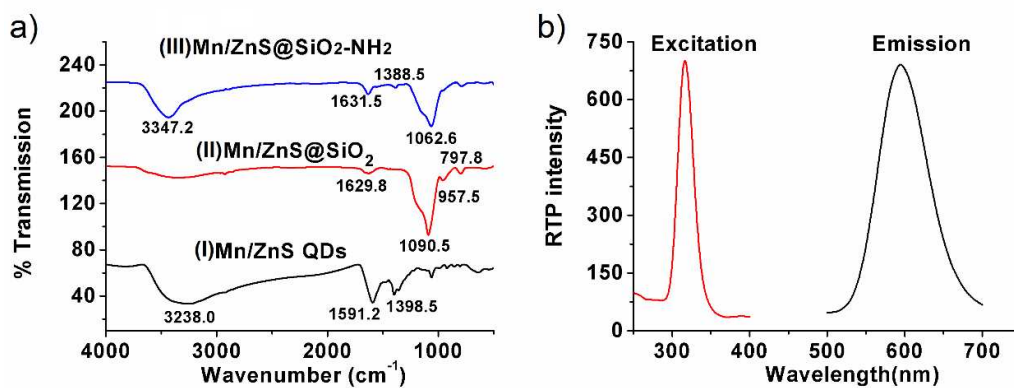 a)
(III)Mn/ZnS@SiO2-NH2
240
1388.5
1631.5
200
3347.2
1062.6
160
(II)Mn/ZnS@SiO2
797.8
1629.8
957.5
120
1090.5
80
(I)Mn/ZnS QDs
40
1398.5
3238.0
1591.2
% Transmission
4000 3000 2000 1000
Wavenumber (cm-1)
b)
Excitation Emission
750
600
450
300
150
0
RTP intensity
300 400 500 600 700
Wavelength(nm)